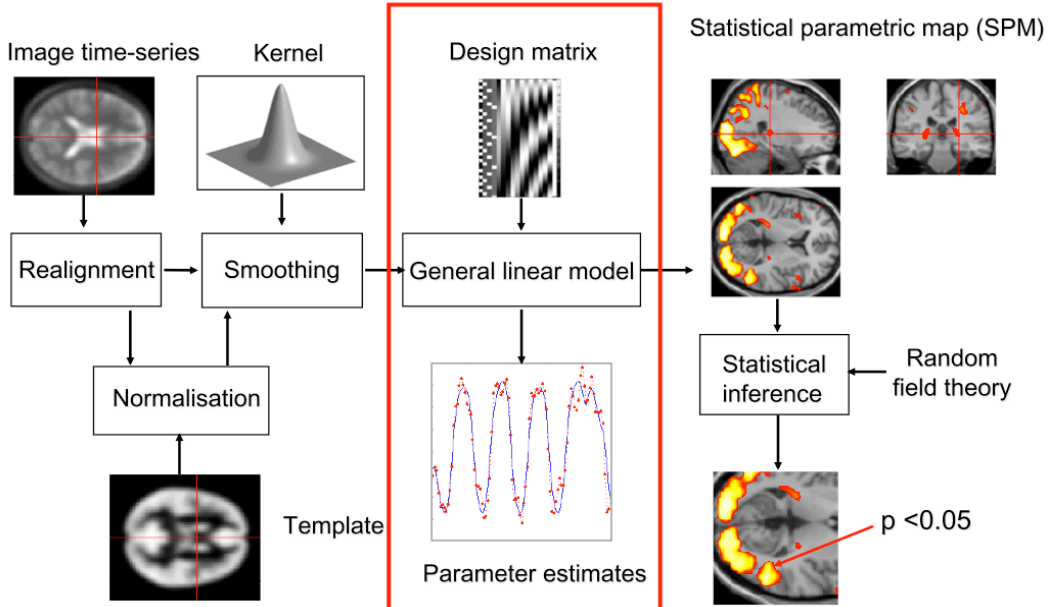 Image time-series
Kernel
Design matrix
Statistical parametric map (SPM)
Realignment
Smoothing
General linear model
Normalisation
Statistical
inference
Random
field theory
Template
Parameter estimates
p <0.05